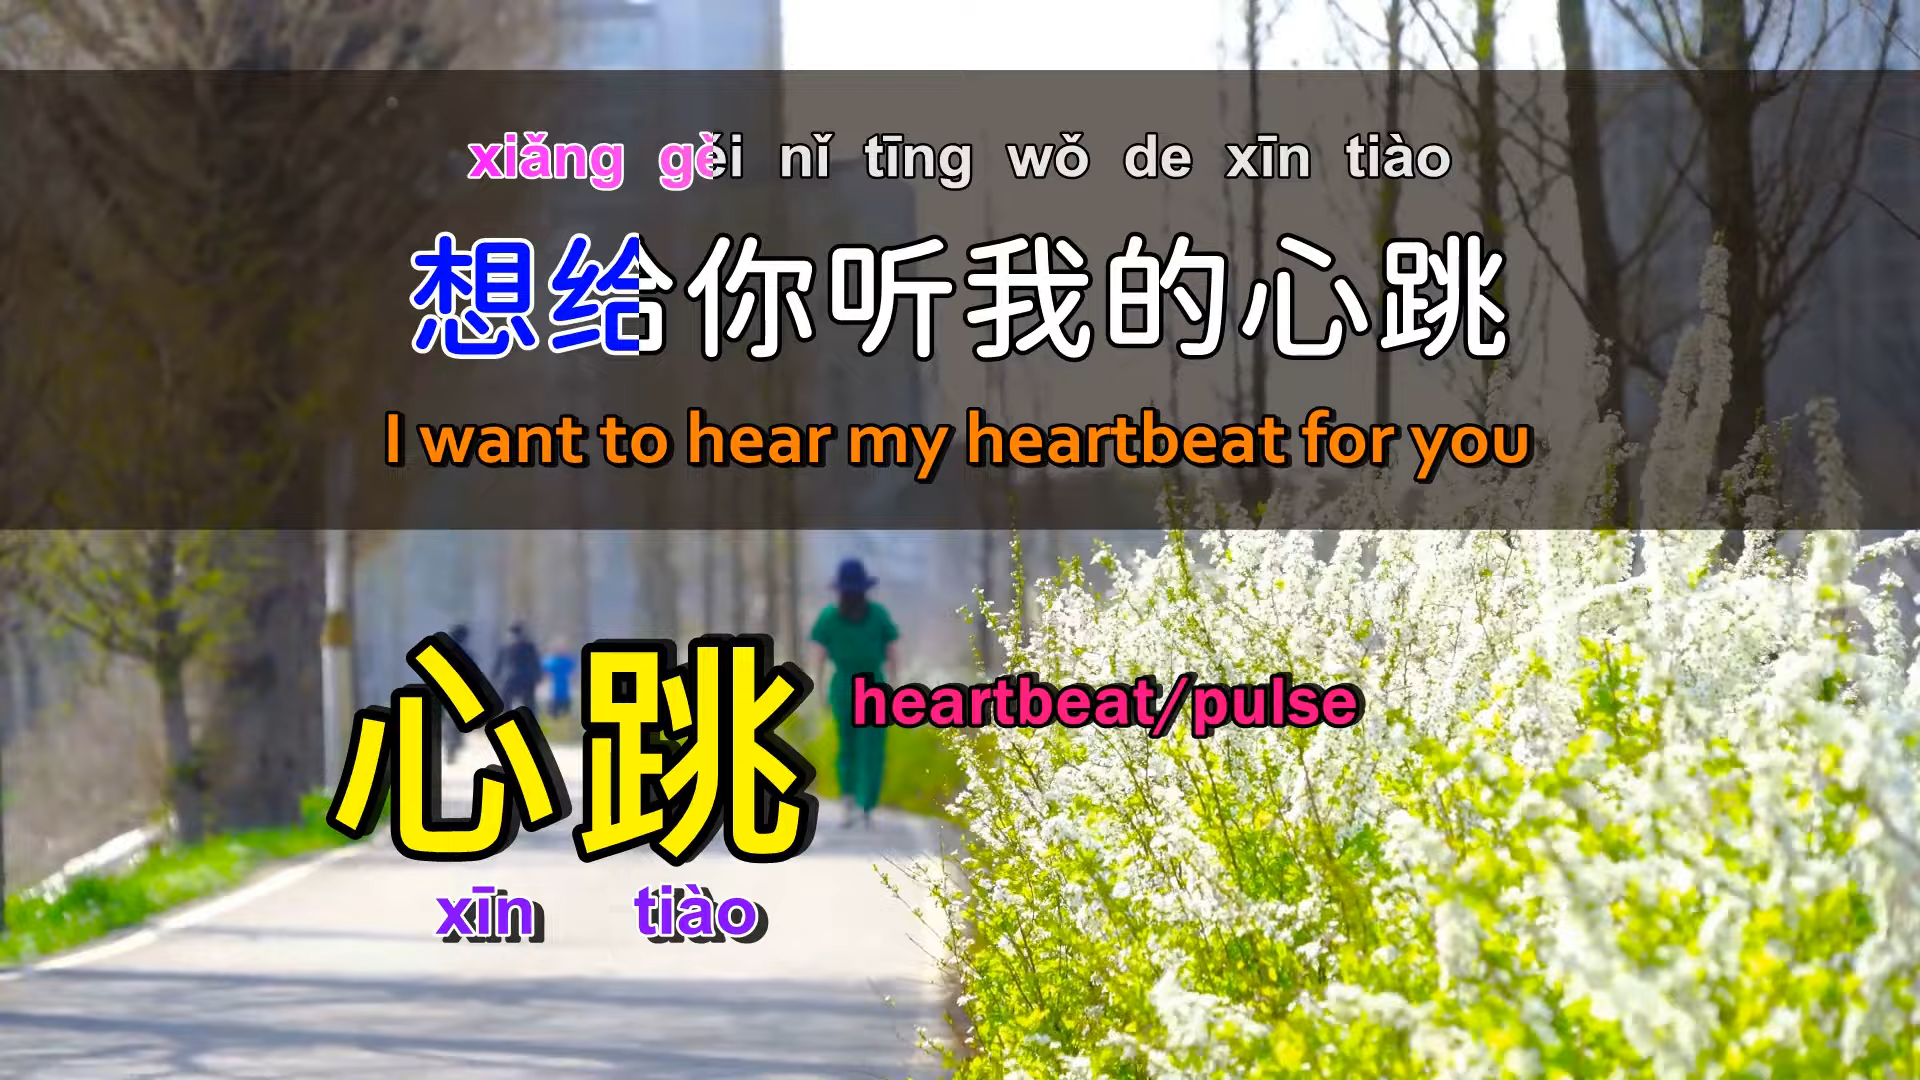 xiǎng gěi nǐ tīng wǒ de xīn tiào
想给你听我的心跳
I want to hear my heartbeat for you
心跳 heartbeat/pulse
xīn tiào